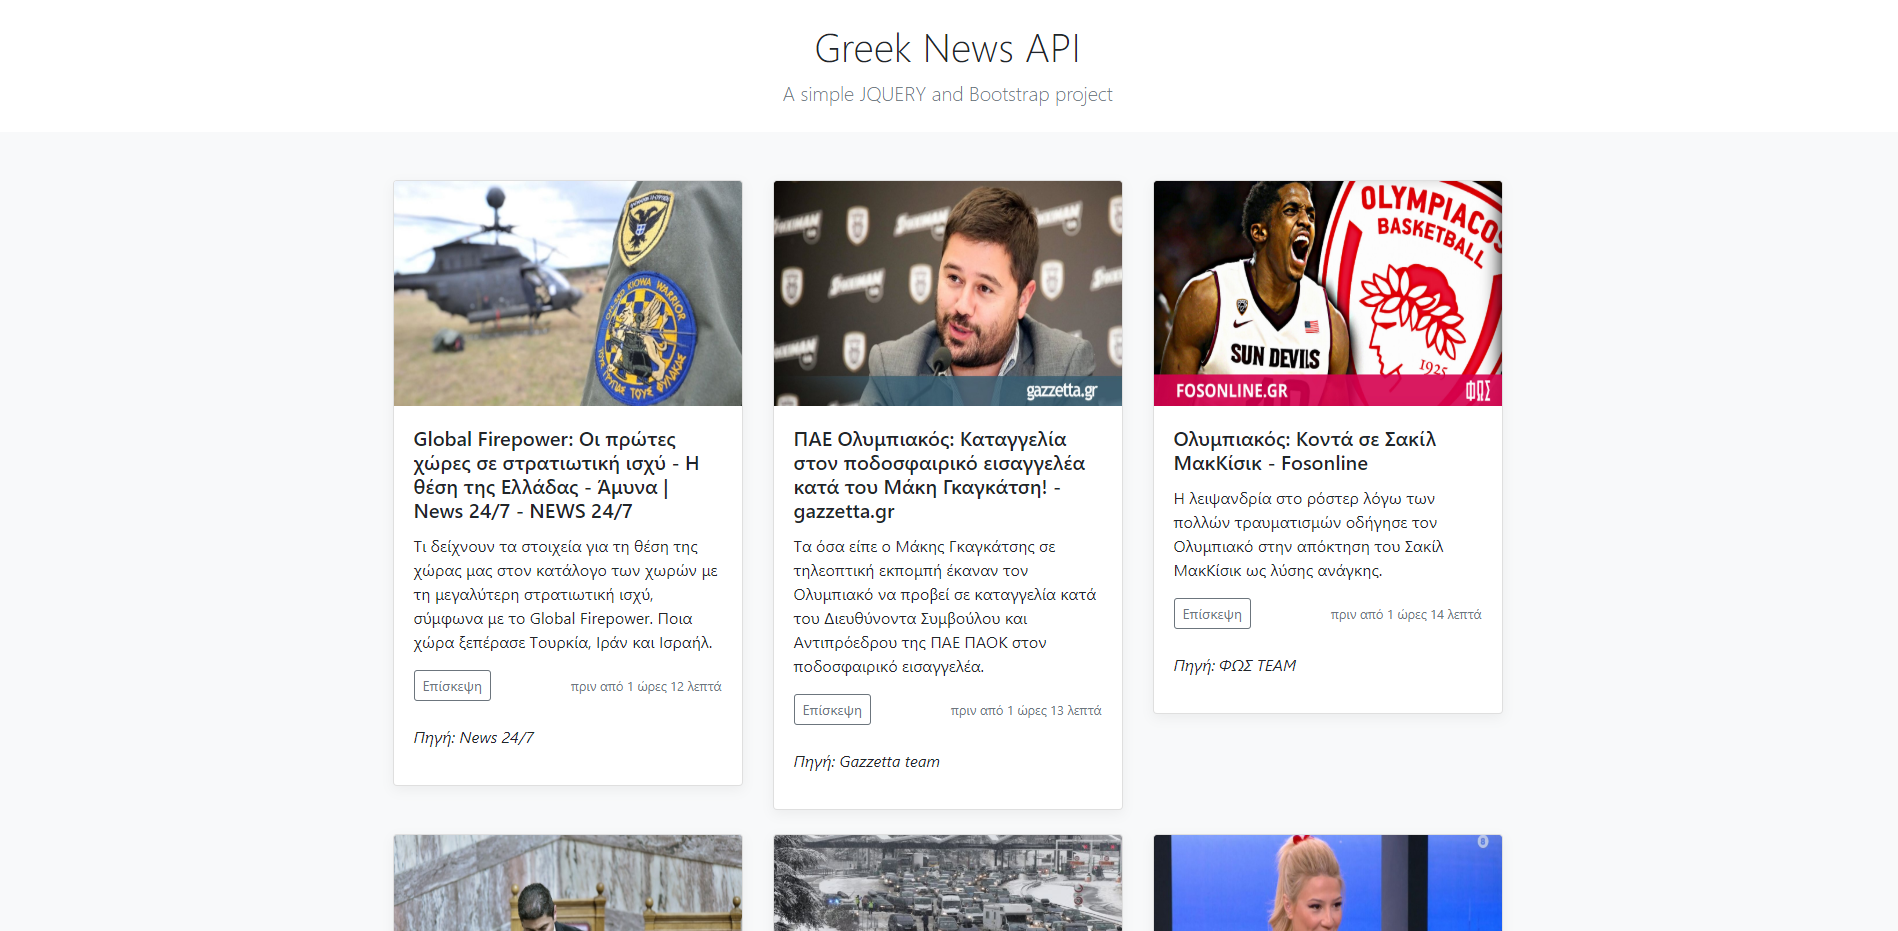 Greek News API
A simple JQUERY and Bootstrap project
3RD KIOWA WARRIOR
gazzetta.gr
OLYMPIACOS
BASKETBALL
SUN DEVILS
1925
FOSONLINE.GR
ΦΩΣ
Global Firepower: Οι πρώτες
χώρες σε στρατιωτική ισχύ - Η
θέση της Ελλάδας - Άμυνα |
News 24/7 - NEWS 24/7
Τι δείχνουν τα στοιχεία για τη θέση της
χώρας μας στον κατάλογο των χωρών με
τη μεγαλύτερη στρατιωτική ισχύ,
σύμφωνα με το Global Firepower. Ποια
χώρα ξεπέρασε Τουρκία, Ιράν και Ισραήλ.
Επίσκεψη
πριν από 1 ώρες 12 λεπτά
Πηγή: News 24/7
ΠΑΕ Ολυμπιακός: Καταγγελία
στον ποδοσφαιρικό εισαγγελέα
κατά του Μάκη Γκαγκάτση! -
gazzetta.gr
Τα όσα είπε ο Μάκης Γκαγκάτσης σε
τηλεοπτική εκπομπή έκαναν τον
Ολυμπιακό να προβεί σε καταγγελία κατά
του Διευθύνοντα Συμβούλου και
Αντιπρόεδρου της ΠΑΕ ΠΑΟΚ στον
ποδοσφαιρικό εισαγγελέα.
Επίσκεψη
πριν από 1 ώρες 13 λεπτά
Πηγή: Gazzetta team
Ολυμπιακός: Κοντά σε Σακίλ
ΜακΚίσικ - Fosonline
Η λειψανδρία στο ρόστερ λόγω των
πολλών τραυματισμών οδήγησε τον
Ολυμπιακό στην απόκτηση του Σακίλ
ΜακΚίσικ ως λύσης ανάγκης.
Επίσκεψη
πριν από 1 ώρες 14 λεπτά
Πηγή: ΦΩΣ TEAM